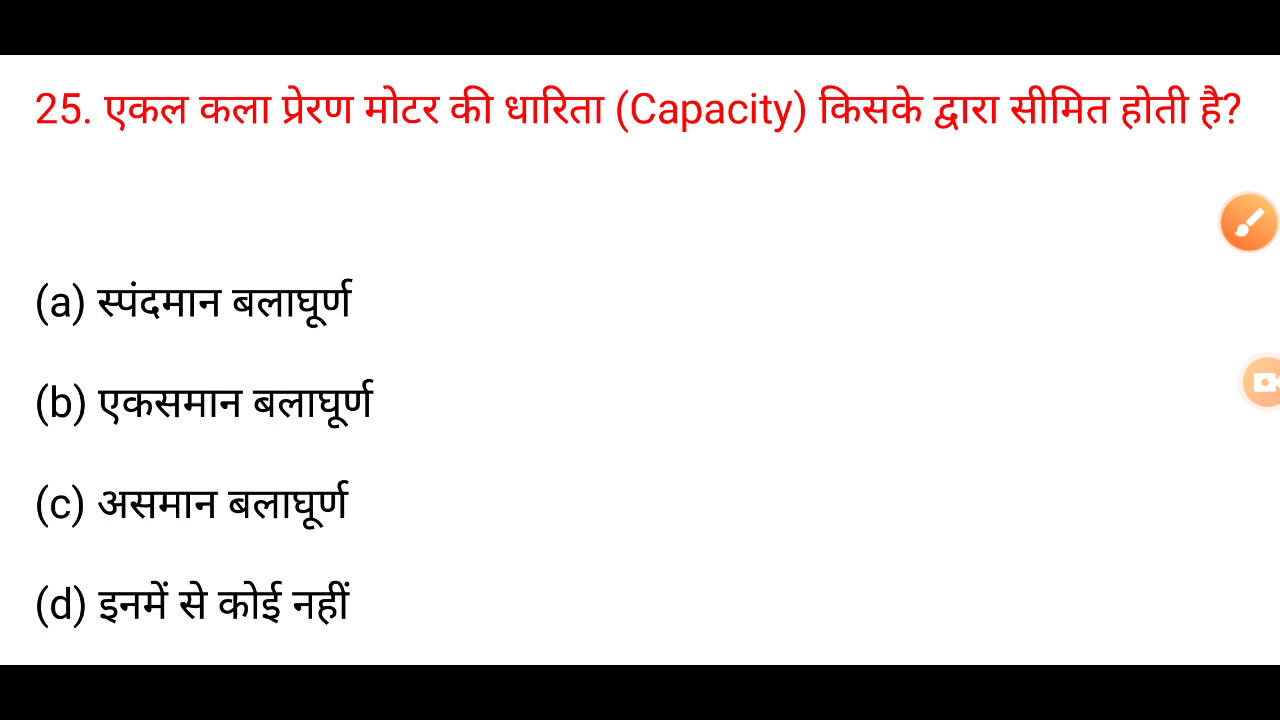 25. एकल कला प्रेरण मोटर की धारिता (Capacity) किसके द्वारा सीमित होती है?
(a) स्पंदमान बलाघूर्ण
(b) एकसमान बलाघूर्ण
(c) असमान बलाघूर्ण
(d) इनमें से कोई नहीं